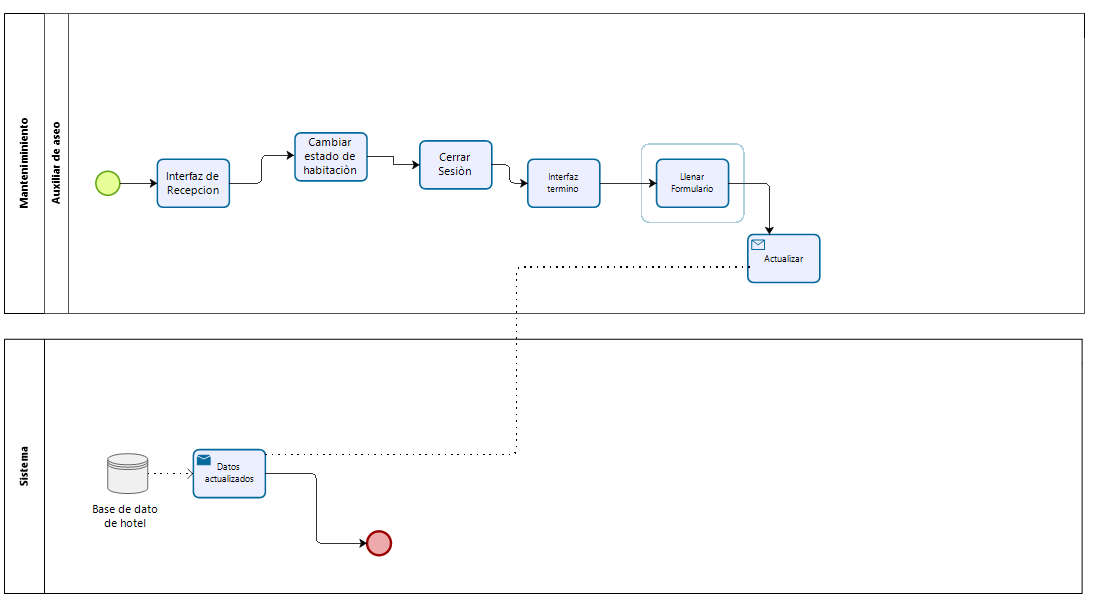 Manteniminiento
Auxiliar de aseo
Interfaz de
Recepcion
Cambiar
estado de
habitaciòn
Cerrar
Sesiòn
Interfaz
termino
Llenar
Formulario
Actualizar
Sistema
Base de dato
de hotel
Datos
actualizados